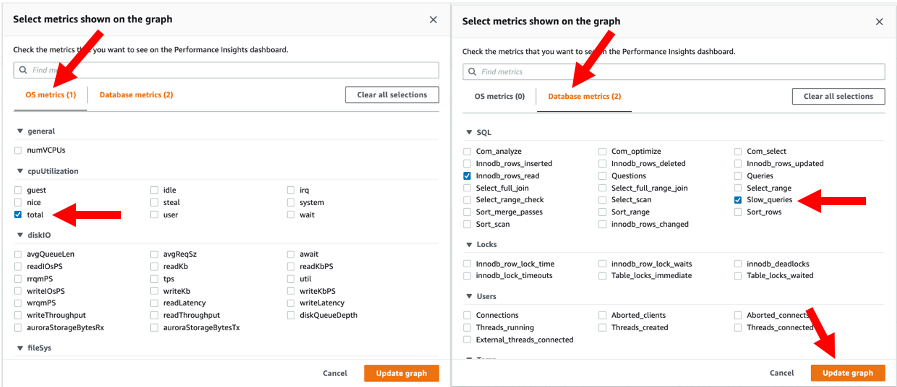 Select metrics shown on the graph
Check the metrics that you want to see on the Performance Insights dashboard.
Find metrics
OS metrics (1)
Database metrics (2)
Clear all selections
general
numVCPUs
cpuUtilization
guest idle irq
nice steal system
total user wait
diskIO
avgQueueLen avgReqSz await
readIOsPS readKb readKbPS
rrqmPS tps util
writeIOsPS writeKb writeKbPS
wrqmPS readLatency writeLatency
writeThroughput readThroughput diskQueueDepth
auroraStorageBytesRx auroraStorageBytesTx
fileSys
Cancel
Update graph
Select metrics shown on the graph
Check the metrics that you want to see on the Performance Insights dashboard.
Find metrics
OS metrics (0)
Database metrics (2)
Clear all selections
SQL
Com_analyze Com_optimize Com_select
Innodb_rows_inserted Innodb_rows_deleted Innodb_rows_updated
Innodb_rows_read Questions Queries
Select_full_join Select_full_range_join Select_range
Select_range_check Select_scan Slow_queries
Sort_merge_passes Sort_range Sort_rows
Sort_scan innodb_rows_changed
Locks
Innodb_row_lock_time innodb_row_lock_waits innodb_deadlocks
innodb_lock_timeouts Table_locks_immediate Table_locks_waited
Users
Connections Aborted_clients Aborted_connects
Threads_running Threads_created Threads_connected
External_threads_connected
Cancel
Update graph